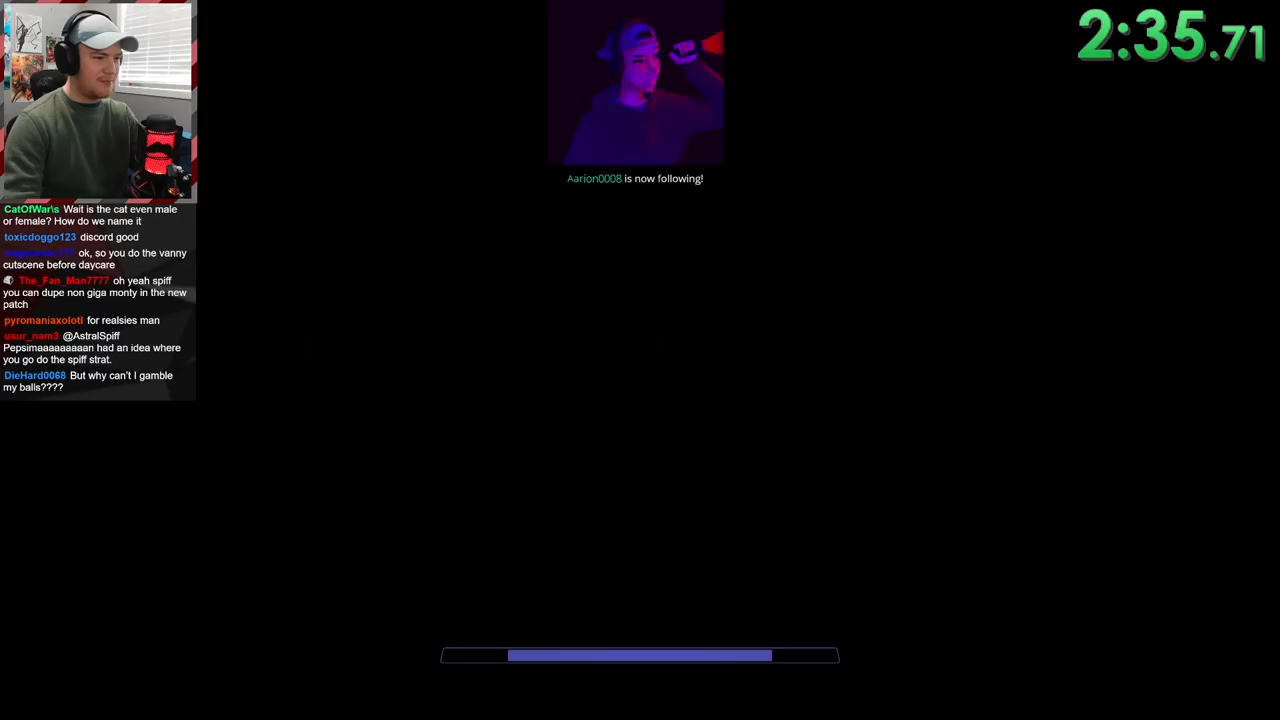 2:35.71
Aarion0008 is now following!
CatOfWar\s Wait is the cat even male
or female? How do we name it
toxicdoggo123 discord good
ok, so you do the vanny
cutscene before daycare
The_Fan_Man7777 oh yeah spiff
you can dupe non giga monty in the new
patch
pyromaniaxolotl for realsies man
usur_nam3 @AstralSpiff
Pepsimaaaaaaaaan had an idea where
you go do the spiff strat.
DieHard0068 But why can't I gamble
my balls????